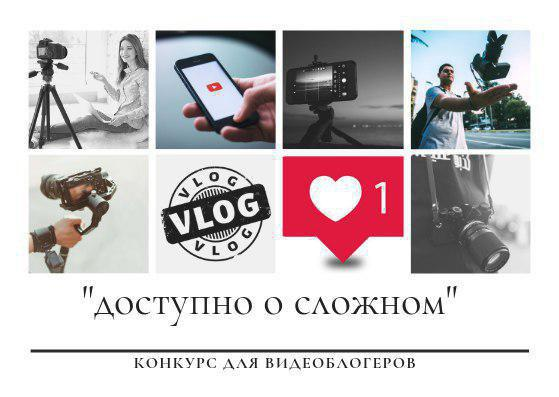 VLOG
VLOG
VLOG
1
"ДОСТУПНО О СЛОЖНОМ"
КОНКУРС ДЛЯ ВИДЕОБЛОГЕРОВ